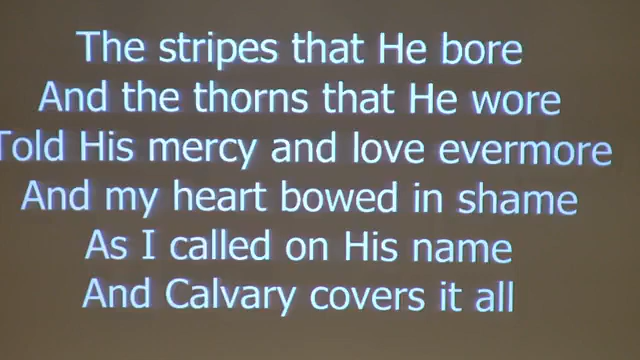 The stripes that He bore
And the thorns that He wore
Told His mercy and love evermore
And my heart bowed in shame
As I called on His name
And Calvary covers it all